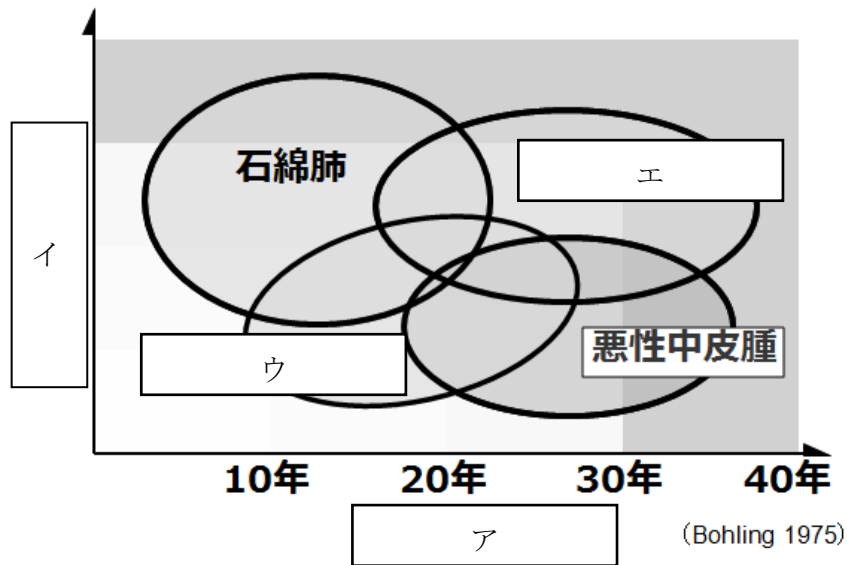 石綿肺
エ
イ
悪性中皮腫
ウ
10年 20年 30年 40年
ア
(Bohling 1975)